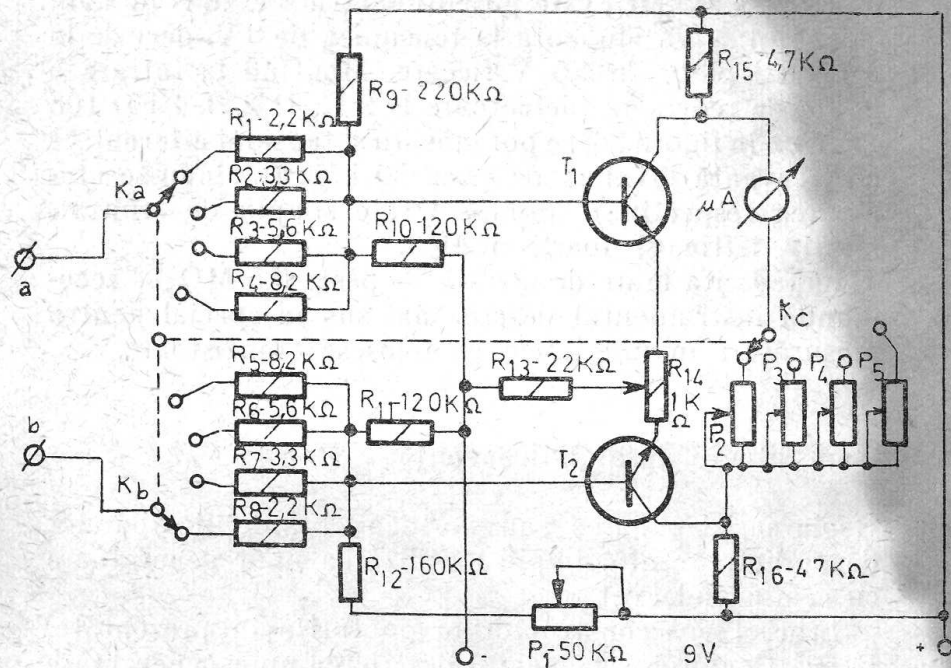 R15-4,7KΩ
R9-220KΩ
R1-2,2KΩ
T1
μA
R2-3,3KΩ
Ka
R3-5,6KΩ
R10-120KΩ
a
R4-8,2KΩ
Kc
R5-8,2KΩ
R13-22KΩ
R14
1K
Ω
P2
P3
P4
P5
R6-5,6KΩ
R11-120KΩ
b
R7-3,3KΩ
T2
Kb
R8-2,2KΩ
R12-160KΩ
R16-47KΩ
P1-50KΩ
9V
-
+